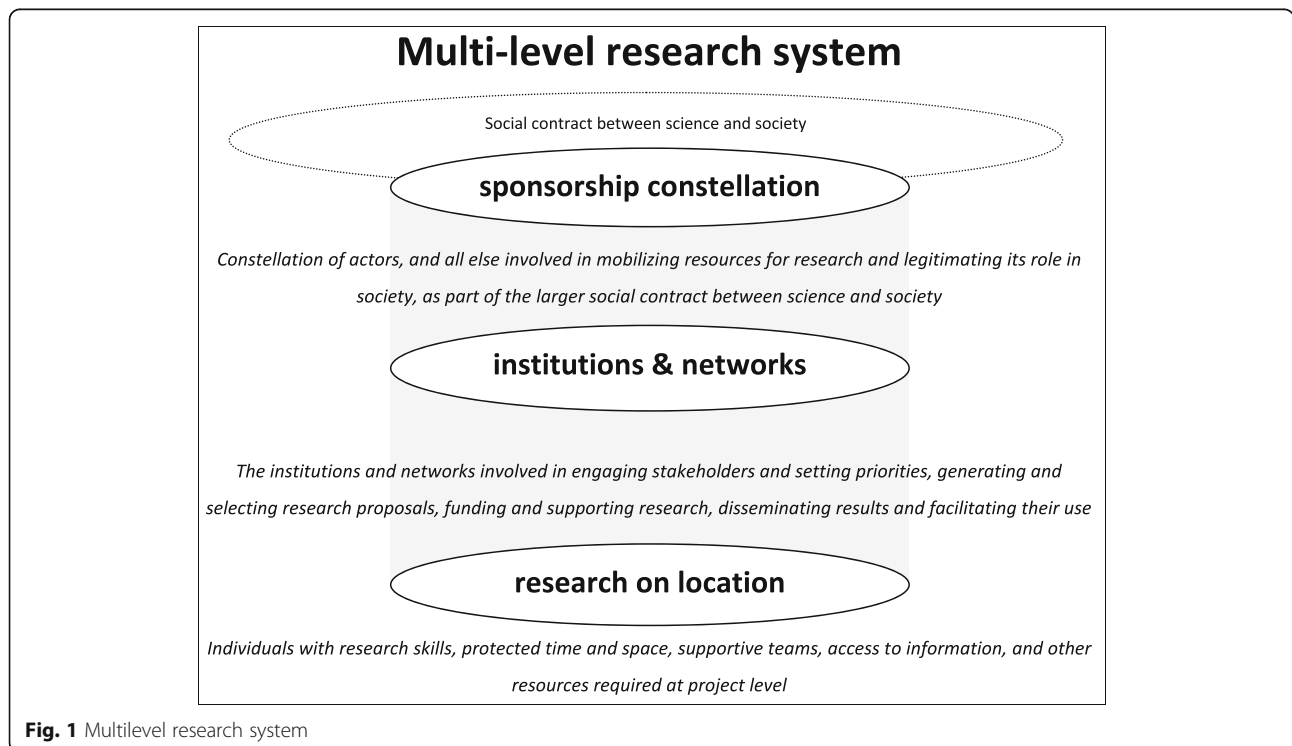 Multi-level research system
Social contract between science and society
sponsorship constellation
Constellation of actors, and all else involved in mobilizing resources for research and legitimating its role in
society, as part of the larger social contract between science and society
institutions & networks
The institutions and networks involved in engaging stakeholders and setting priorities, generating and
selecting research proposals, funding and supporting research, disseminating results and facilitating their use
research on location
Individuals with research skills, protected time and space, supportive teams, access to information, and other
resources required at project level
Fig. 1 Multilevel research system